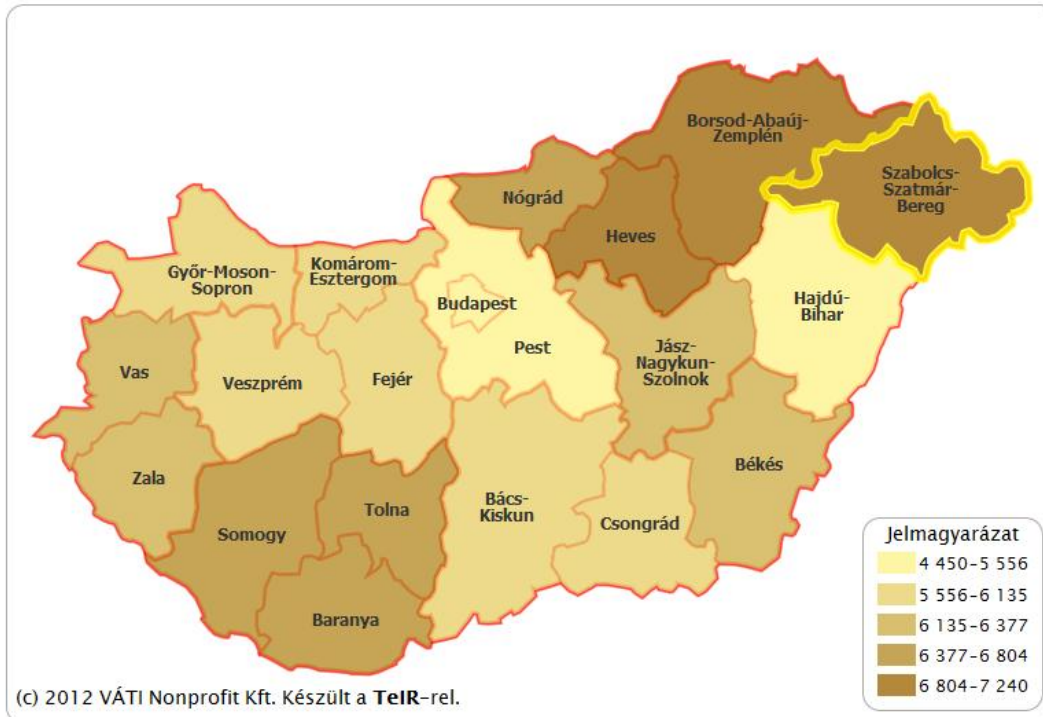 Borsod-Abaúj-
Zemplén
Szabolcs-
Szatmár-
Bereg
Nógrád
Heves
Győr-Moson-
Sopron
Komárom-
Esztergom
Budapest
Hajdú-
Bihar
Pest
Jász-
Nagykun-
Szolnok
Vas
Veszprém
Fejér
Zala
Békés
Somogy
Tolna
Bács-
Kiskun
Csongrád
Baranya
Jelmagyarázat
4 450-5 556
5 556-6 135
6 135-6 377
6 377-6 804
6 804-7 240
(c) 2012 VÁTI Nonprofit Kft. Készült a TeIR-rel.